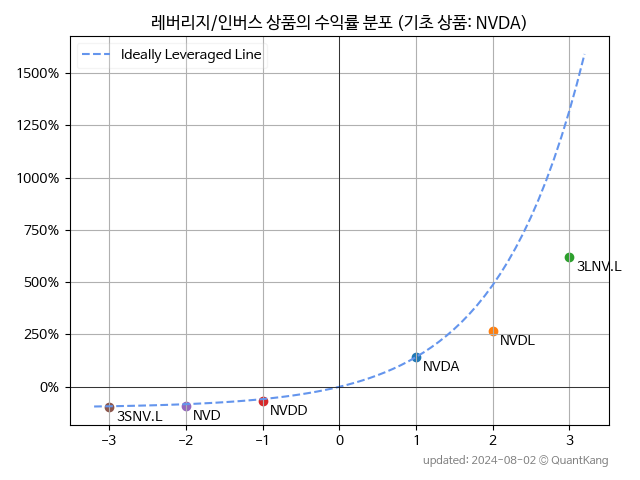 레버리지/인버스 상품의 수익률 분포 (기초 상품: NVDA)
Ideally Leveraged Line
1500%
1250%
1000%
750%
500%
250%
0%
3LNV.L
NVDL
NVDA
NVDD
NVD
3SNV.L
−3 −2 −1 0 1 2 3
updated: 2024-08-02 © QuantKang